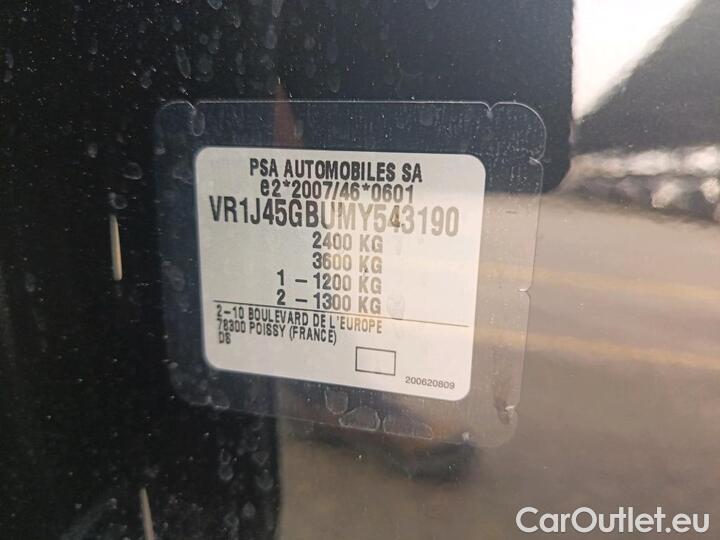 PSA AUTOMOBILES SA
e2*2007/46*0601
VR1J45GBUMY543190
2400 KG
3600 KG
1 - 1200 KG
2 - 1300 KG
2-10 BOULEVARD DE L'EUROPE
78300 POISSY (FRANCE)
DS
200620809
CarOutlet.eu